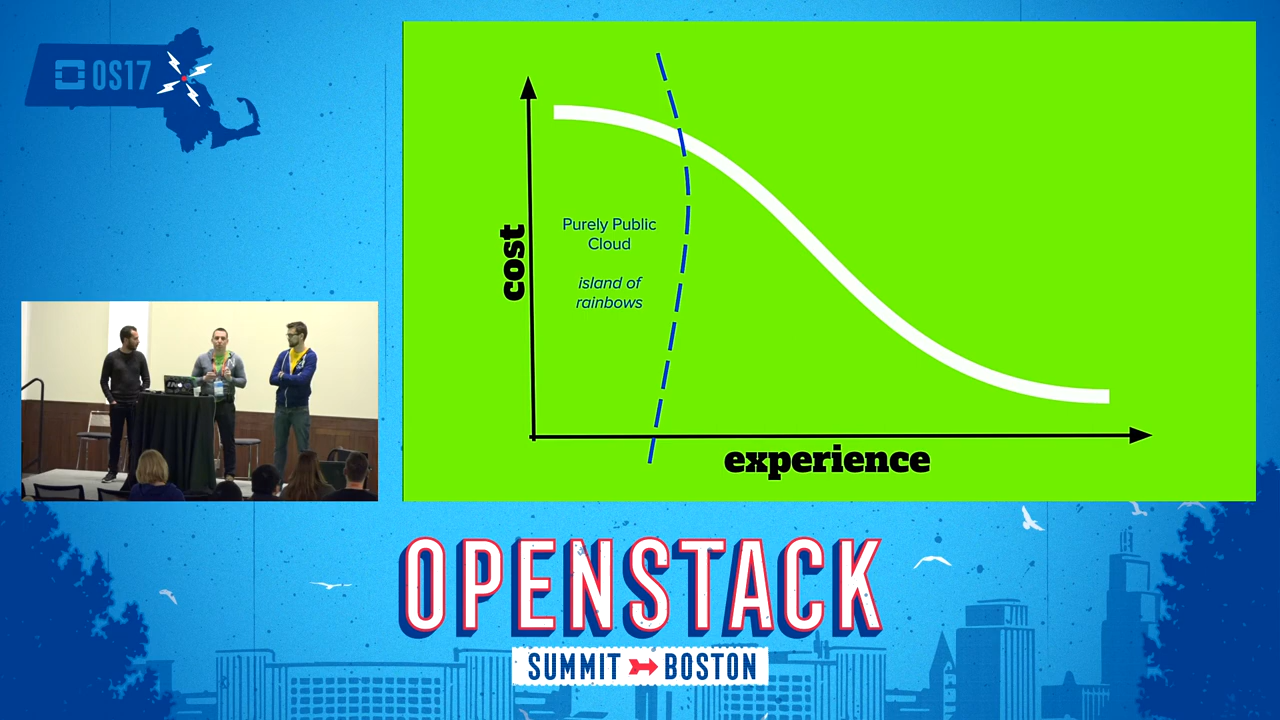 OS17
cost
Purely Public
Cloud
island of
rainbows
experience
OPENSTACK
SUMMIT BOSTON